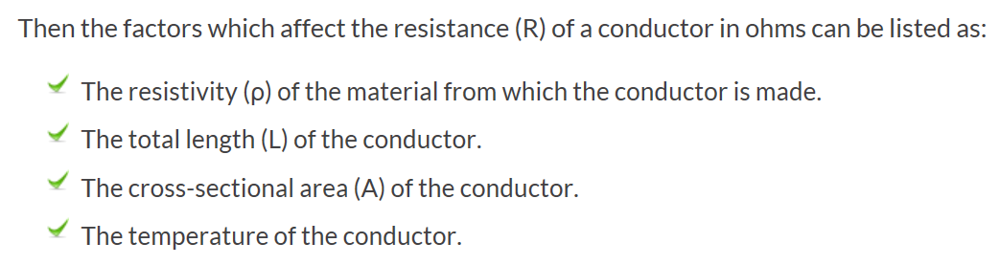 Then the factors which affect the resistance (R) of a conductor in ohms can be listed as:
The resistivity (ρ) of the material from which the conductor is made.
The total length (L) of the conductor.
The cross-sectional area (A) of the conductor.
The temperature of the conductor.